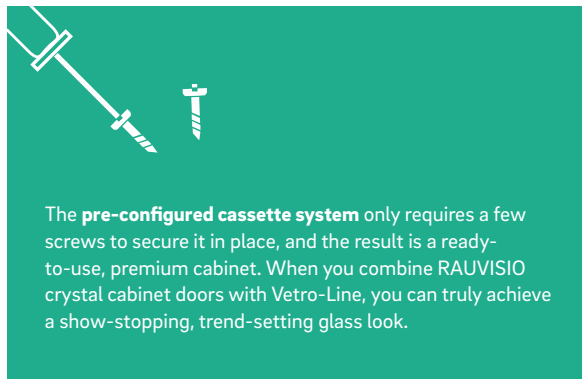 The pre-configured cassette system only requires a few
screws to secure it in place, and the result is a ready-
to-use, premium cabinet. When you combine RAUVISIO
crystal cabinet doors with Vetro-Line, you can truly achieve
a show-stopping, trend-setting glass look.